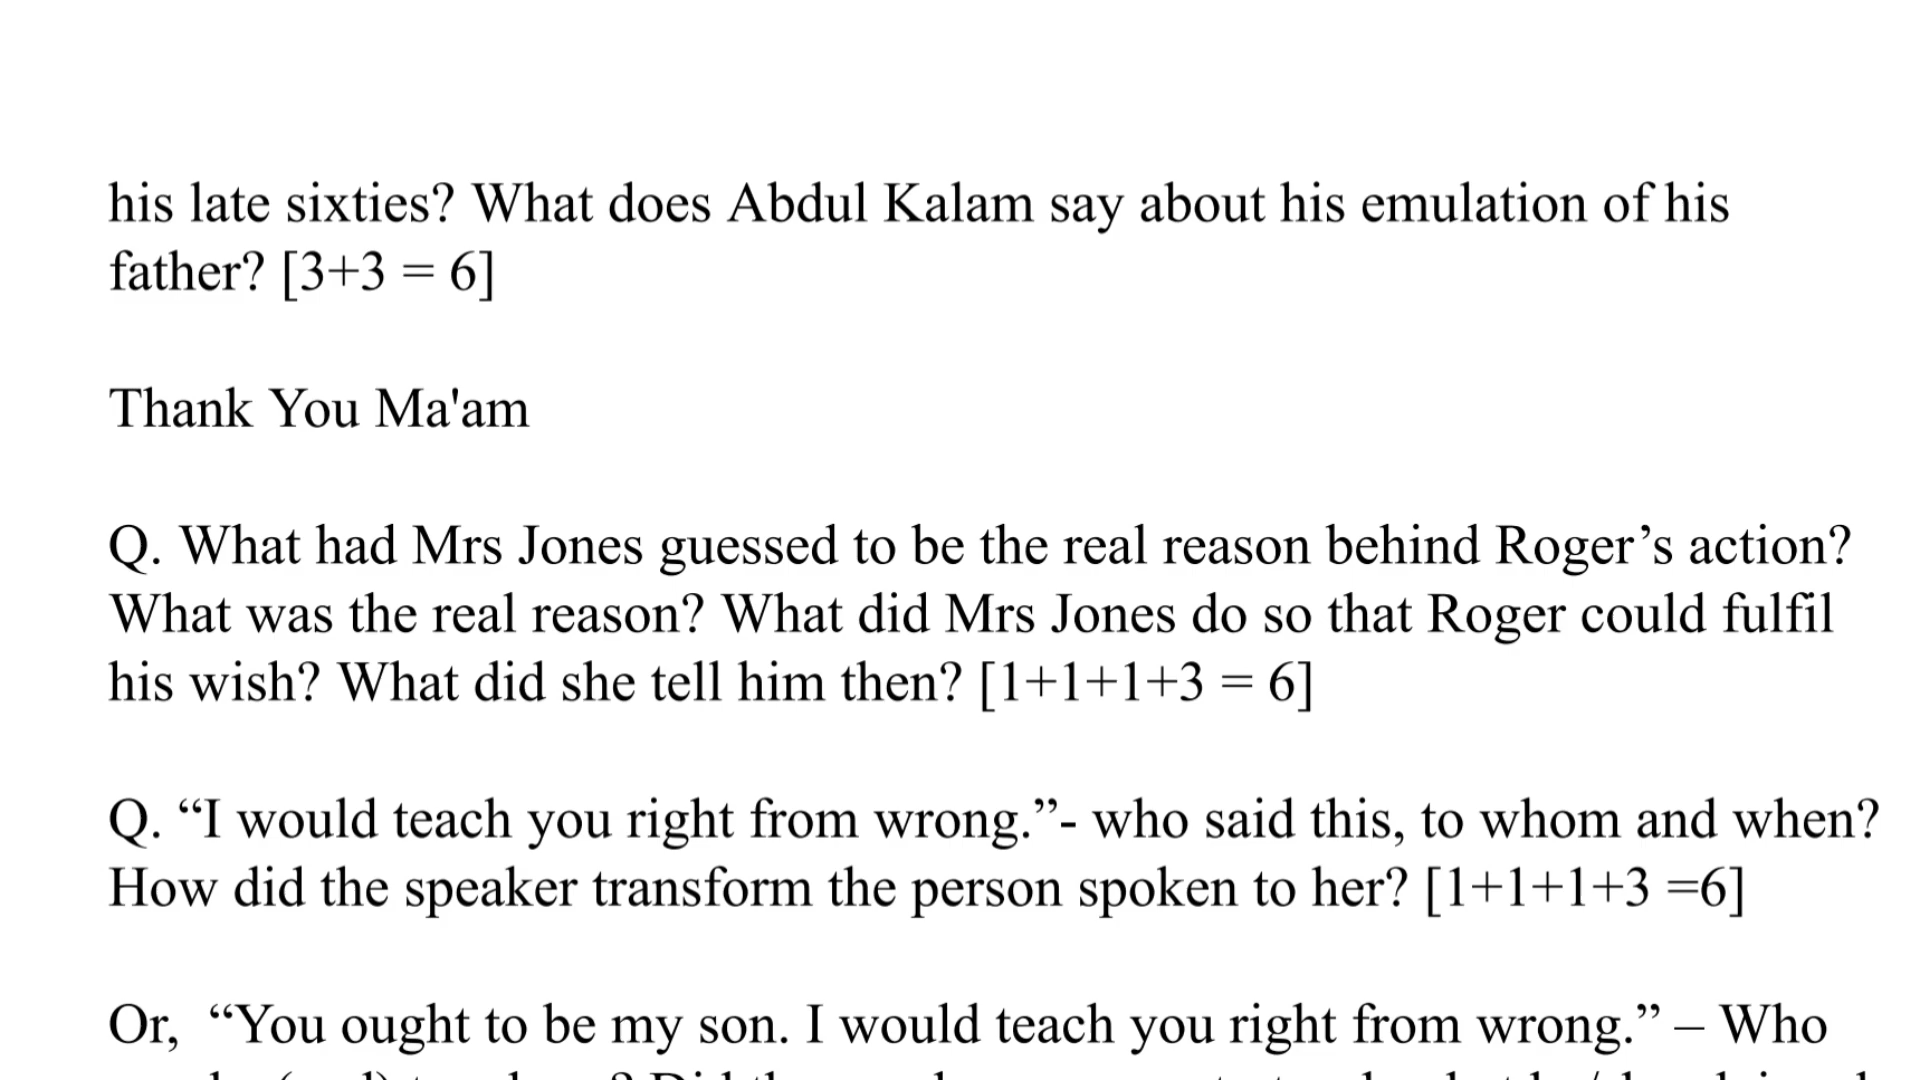 his late sixties? What does Abdul Kalam say about his emulation of his
father? [3+3 = 6]
Thank You Ma'am
Q. What had Mrs Jones guessed to be the real reason behind Roger’s action?
What was the real reason? What did Mrs Jones do so that Roger could fulfil
his wish? What did she tell him then? [1+1+1+3 = 6]
Q. “I would teach you right from wrong.”- who said this, to whom and when?
How did the speaker transform the person spoken to her? [1+1+1+3 =6]
Or, “You ought to be my son. I would teach you right from wrong.” – Who